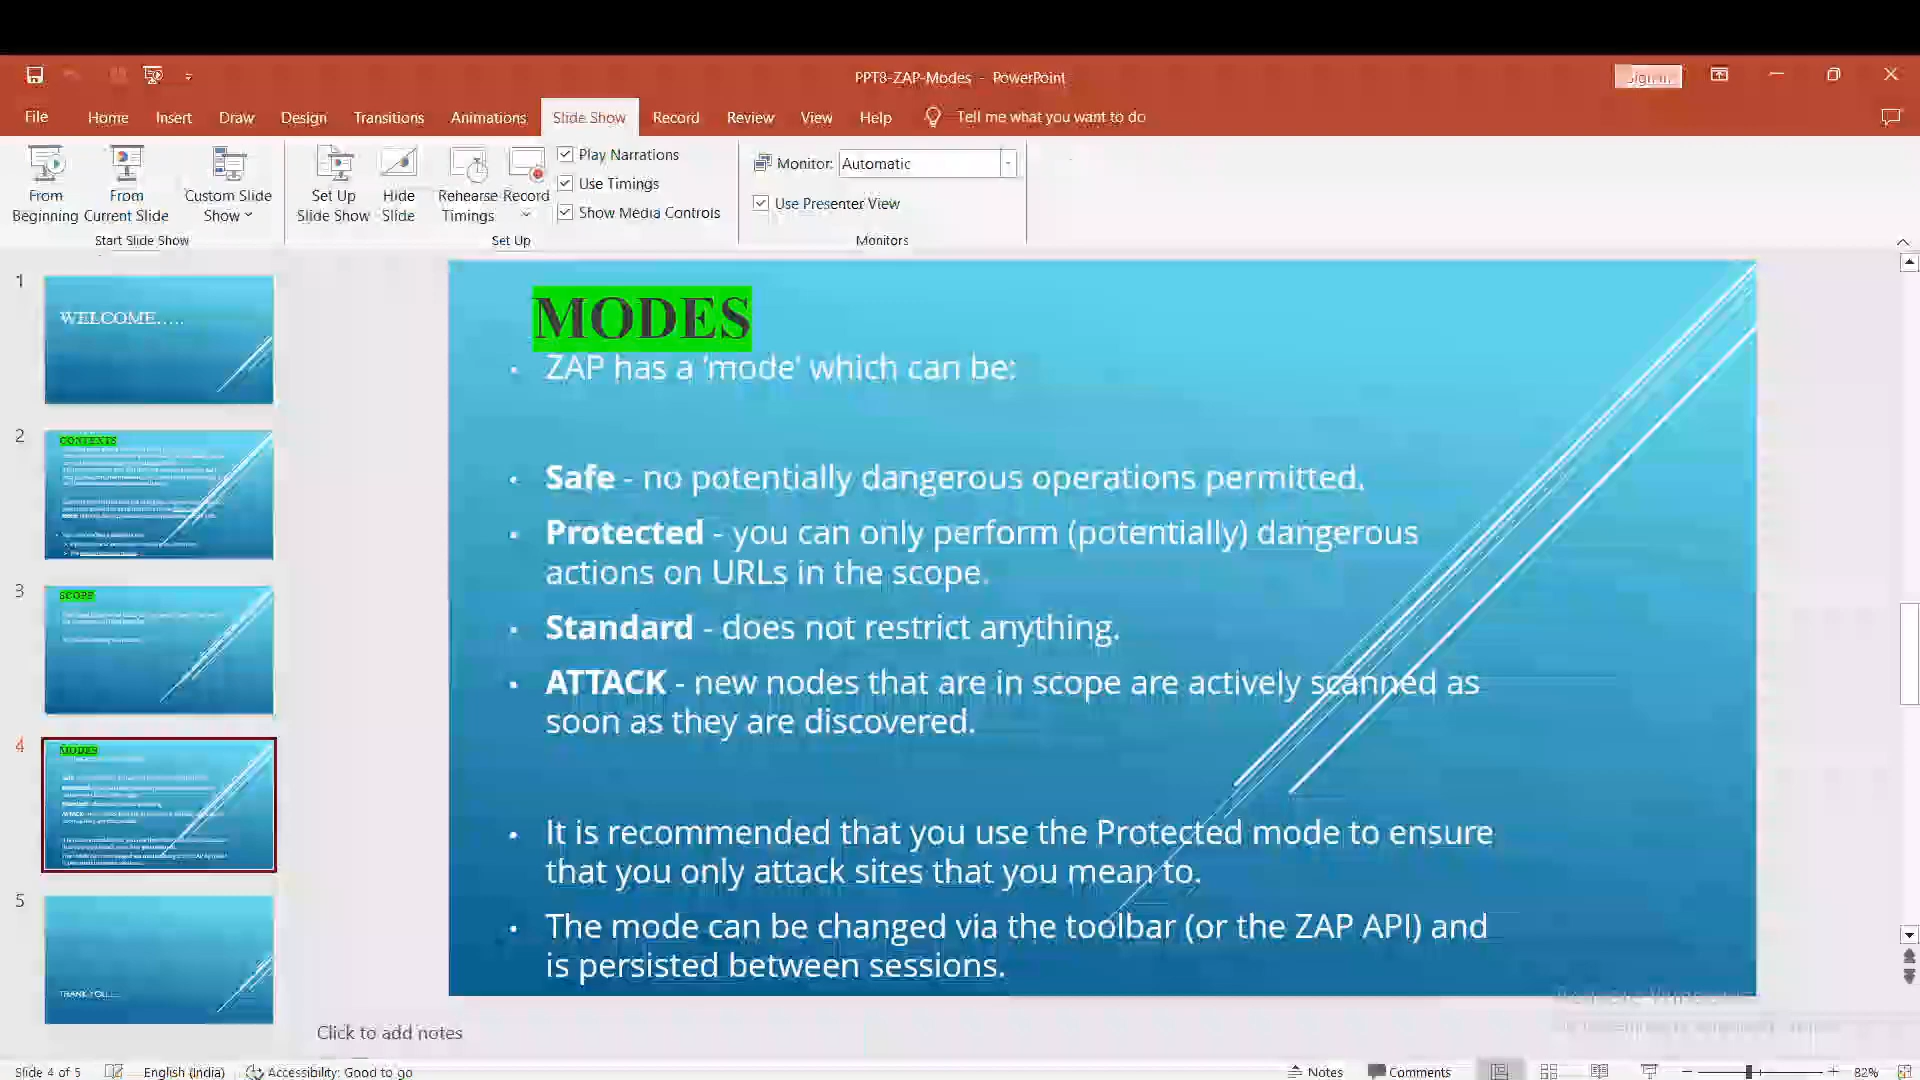 PPT8-ZAP-Modes - PowerPoint
Sign in
File Home Insert Draw Design Transitions Animations Slide Show Record Review View Help Tell me what you want to do
From Beginning
From Current Slide
Custom Slide Show
Set Up Slide Show
Hide Slide
Rehearse Timings
Record
Play Narrations
Use Timings
Show Media Controls
Monitor: Automatic
Use Presenter View
Start Slide Show
Set Up
Monitors
1
WELCOME.....
2
CONTEXTS
3
SCOPE
4
MODES
5
THANK YOU
MODES
ZAP has a 'mode' which can be:
Safe - no potentially dangerous operations permitted.
Protected - you can only perform (potentially) dangerous
actions on URLs in the scope.
Standard - does not restrict anything.
ATTACK - new nodes that are in scope are actively scanned as
soon as they are discovered.
It is recommended that you use the Protected mode to ensure
that you only attack sites that you mean to.
The mode can be changed via the toolbar (or the ZAP API) and
is persisted between sessions.
Click to add notes
Slide 4 of 5 English (India) Accessibility: Good to go Notes Comments 82%